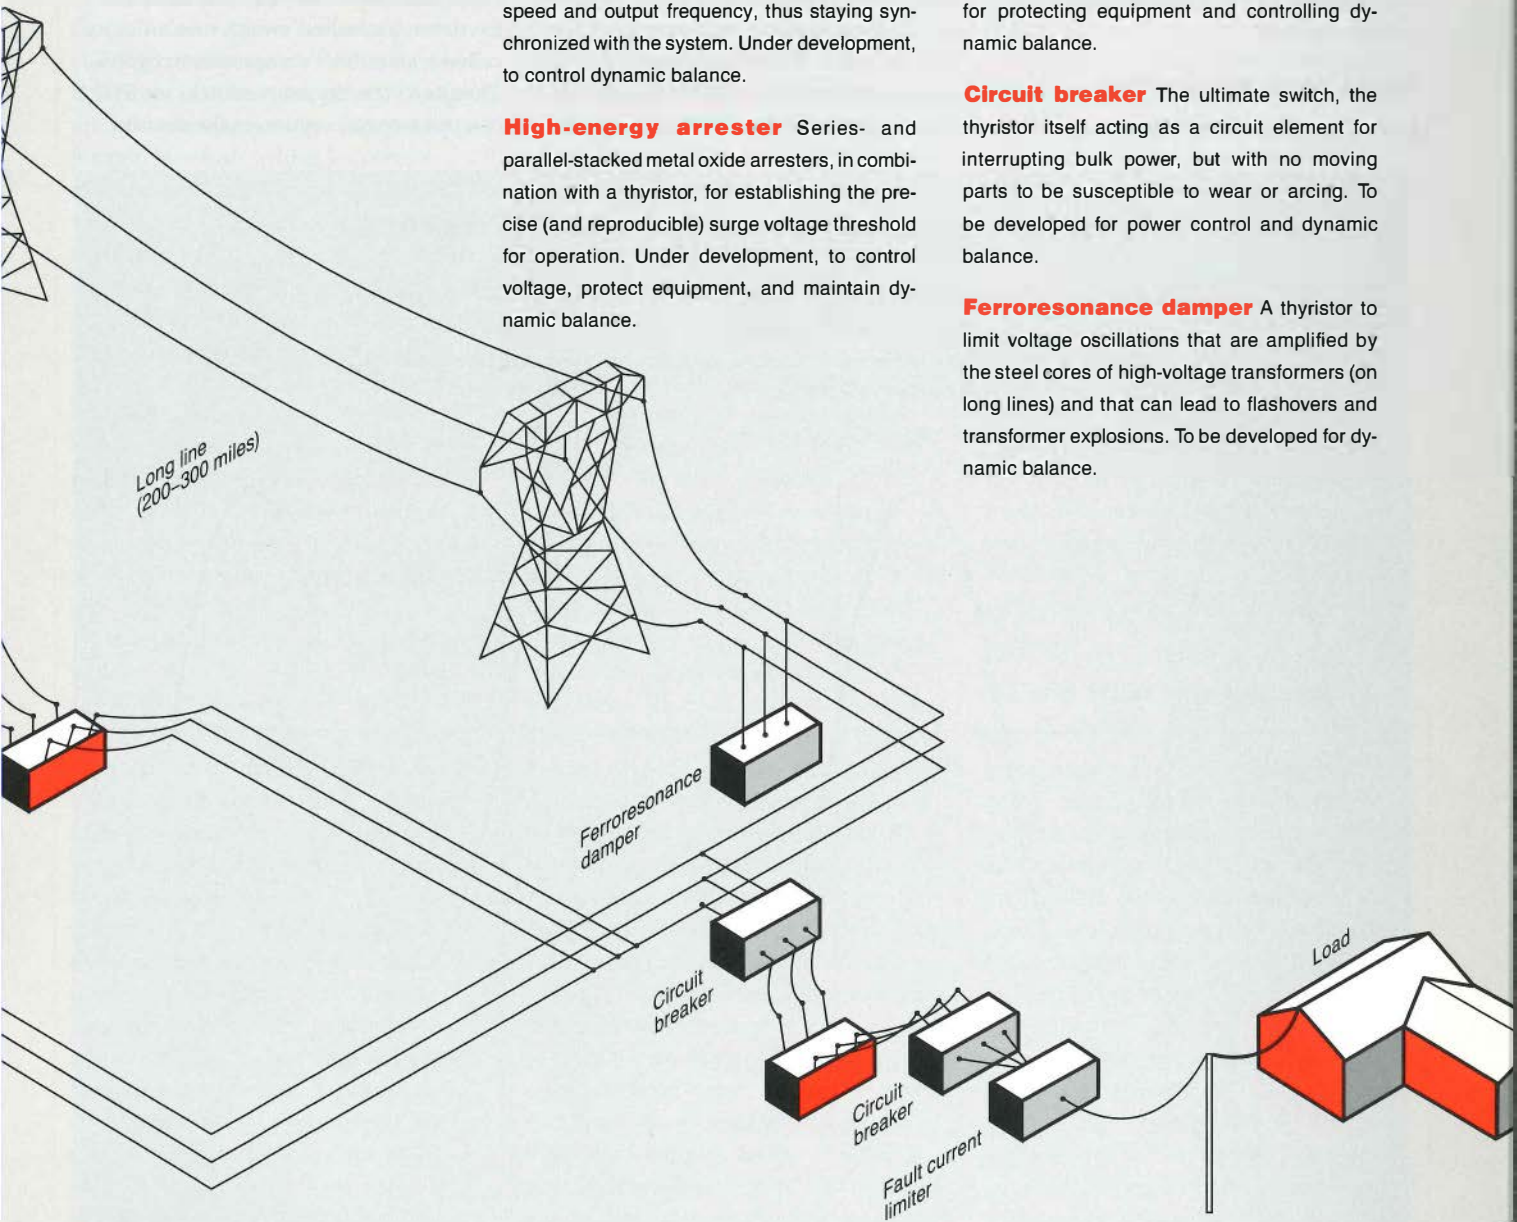 speed and output frequency, thus staying syn-
chronized with the system. Under development,
to control dynamic balance.
High-energy arrester Series- and
parallel-stacked metal oxide arresters, in combi-
nation with a thyristor, for establishing the pre-
cise (and reproducible) surge voltage threshold
for operation. Under development, to control
voltage, protect equipment, and maintain dy-
namic balance.
for protecting equipment and controlling dy-
namic balance.
Circuit breaker The ultimate switch, the
thyristor itself acting as a circuit element for
interrupting bulk power, but with no moving
parts to be susceptible to wear or arcing. To
be developed for power control and dynamic
balance.
Ferroresonance damper A thyristor to
limit voltage oscillations that are amplified by
the steel cores of high-voltage transformers (on
long lines) and that can lead to flashovers and
transformer explosions. To be developed for dy-
namic balance.
Long line
(200–300 miles)
Ferroresonance
damper
Circuit
breaker
Circuit
breaker
Fault current
limiter
Load